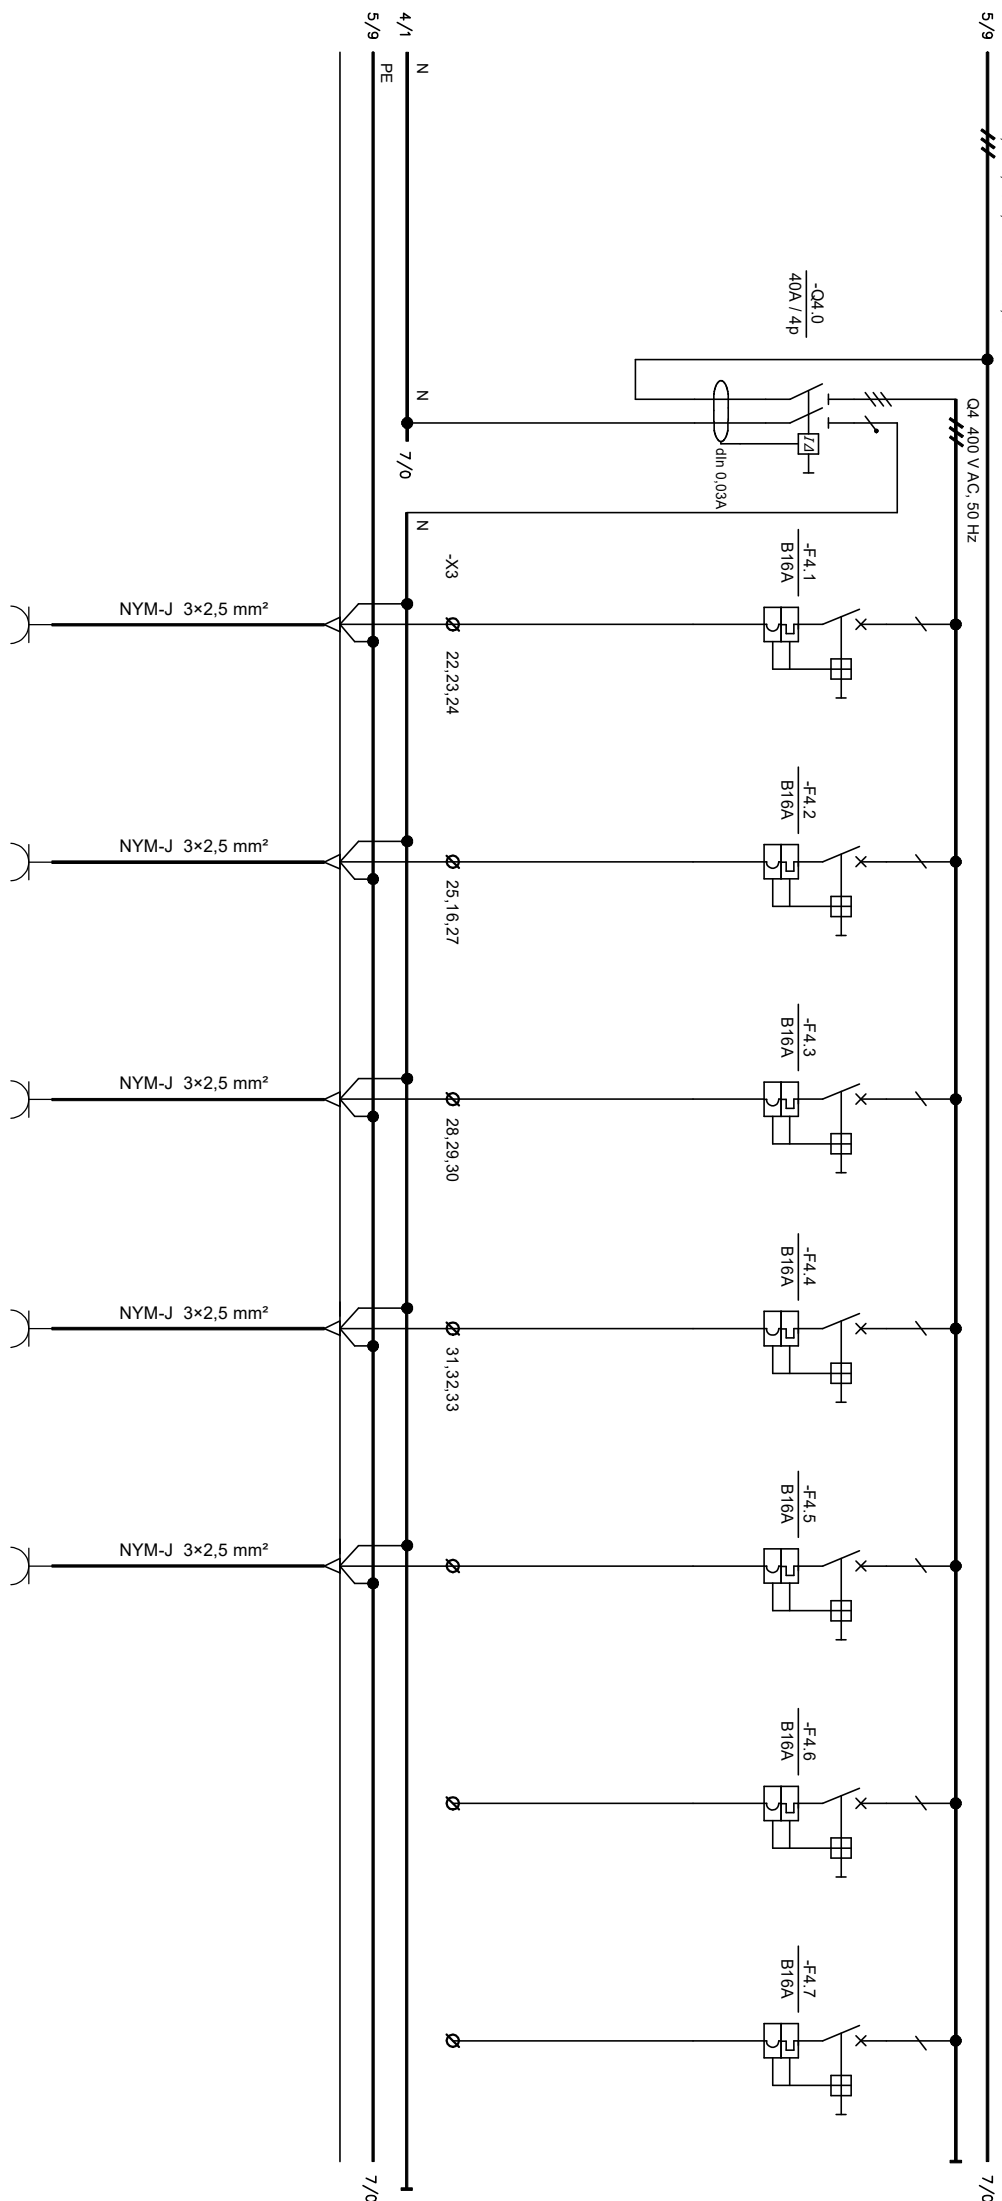 5/9
-Q4.0
40A / 4p
dIn 0,03A
I∆
Q4 400 V AC, 50 Hz
-F4.1
B16A
-F4.2
B16A
-F4.3
B16A
-F4.4
B16A
-F4.5
B16A
-F4.6
B16A
-F4.7
B16A
7/0
4/1
N
N
7/0
N
-X3
22,23,24
25,16,27
28,29,30
31,32,33
5/9
PE
7/0
NYM-J 3×2,5 mm²
NYM-J 3×2,5 mm²
NYM-J 3×2,5 mm²
NYM-J 3×2,5 mm²
NYM-J 3×2,5 mm²